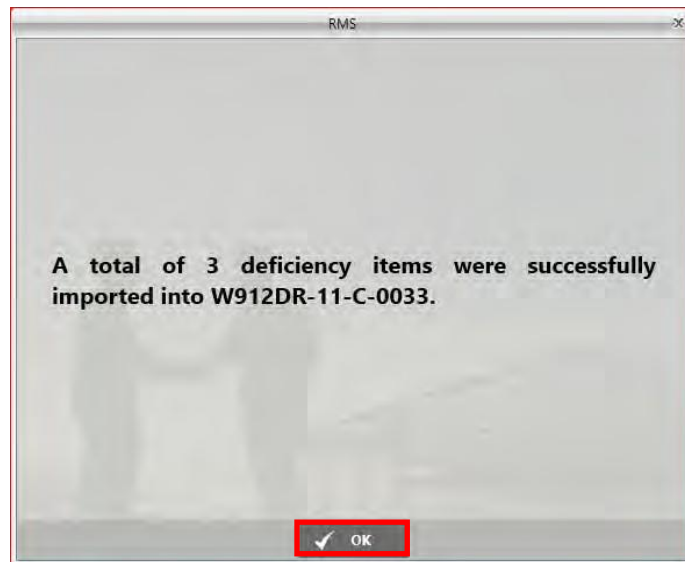 RMS
A total of 3 deficiency items were successfully
imported into W912DR-11-C-0033.
OK